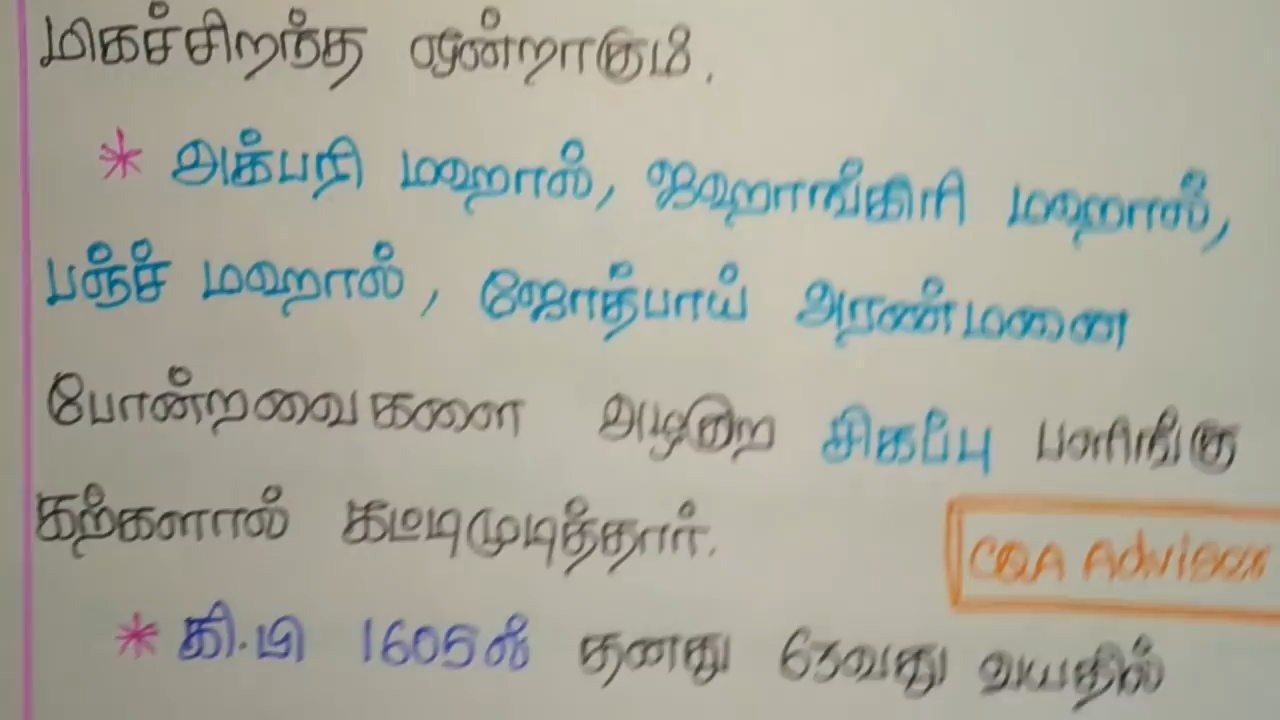 மிகச்சிறந்த ஒன்றாகும்.
* அக்பரி மஹால், ஜஹாங்கிரி மஹால்,
பஞ்ச் மஹால், ஜோத்பாய் அரண்மனை
போன்றவைகளை அழகிற சிகப்பு பளிங்கு
கற்களால் கட்டிமுடித்தார்.
CQA Advisor
* கி.பி 1605ல் தனது 63வது வயதில்